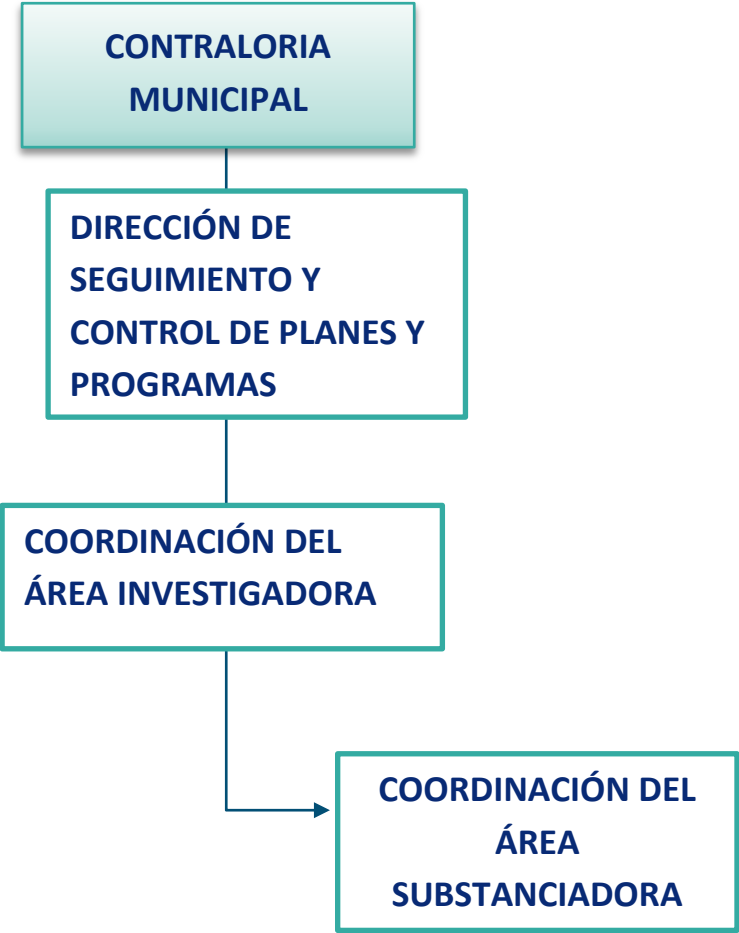 CONTRALORIA
MUNICIPAL
DIRECCIÓN DE
SEGUIMIENTO Y
CONTROL DE PLANES Y
PROGRAMAS
COORDINACIÓN DEL
ÁREA INVESTIGADORA
COORDINACIÓN DEL
ÁREA
SUBSTANCIADORA